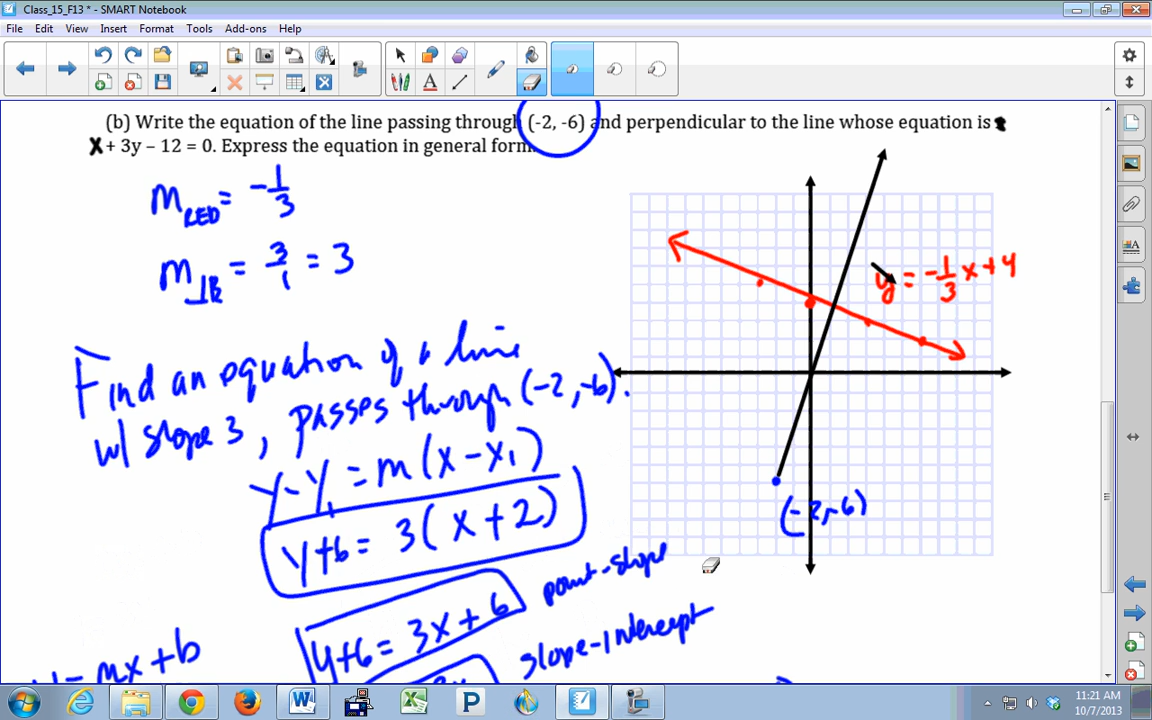 Class_15_F13 * - SMART Notebook
File Edit View Insert Format Tools Add-ons Help
(b) Write the equation of the line passing through (-2, -6) and perpendicular to the line whose equation is
x + 3y – 12 = 0. Express the equation in general form.
m RED = -1/3
m ⊥R = 3/1 = 3
y = -1/3 x + 4
Find an equation of a line
w/ slope 3, passes through (-2, -6).
y - y1 = m(x - x1)
y+6 = 3(x+2)
(-2,-6)
point-slope
y+6 = 3x + 6
slope-intercept
= mx + b
11:21 AM
10/7/2013